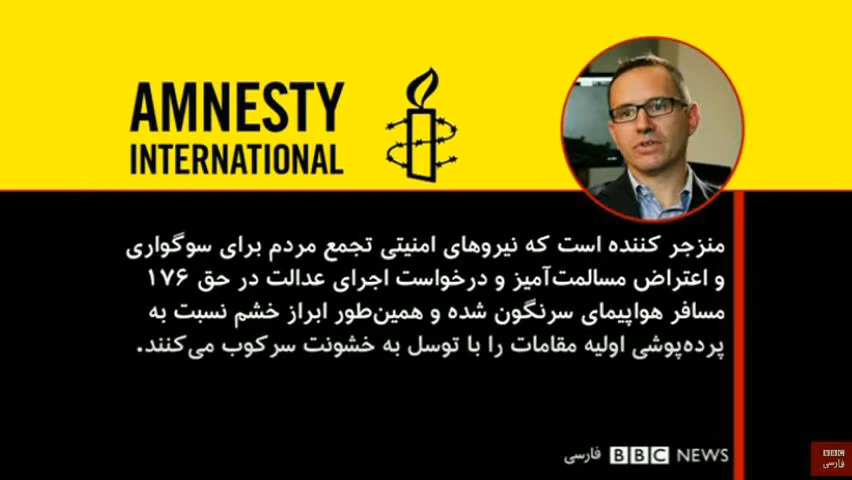 AMNESTY
INTERNATIONAL
منزجر کننده است که نیروهای امنیتی تجمع مردم برای سوگواری
و اعتراض مسالمت‌آمیز و درخواست اجرای عدالت در حق ۱۷۶
مسافر هواپیمای سرنگون شده و همین‌طور ابراز خشم نسبت به
پرده‌پوشی اولیه مقامات را با توسل به خشونت سرکوب می‌کنند.
BBC NEWS فارسی
BBC
فارسی